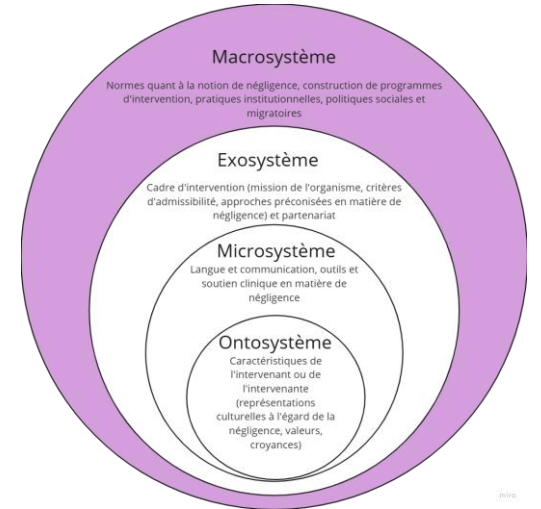 Macrosystème
Normes quant à la notion de négligence, construction de programmes
d'intervention, pratiques institutionnelles, politiques sociales et
migratoires
Exosystème
Cadre d'intervention (mission de l'organisme, critères
d'admissibilité, approches préconisées en matière de
négligence) et partenariat
Microsystème
Langue et communication, outils et
soutien clinique en matière de
négligence
Ontosystème
Caractéristiques de
l'intervenant ou de
l'intervenante
(représentations
culturelles à l'égard de la
négligence, valeurs,
croyances)
miro